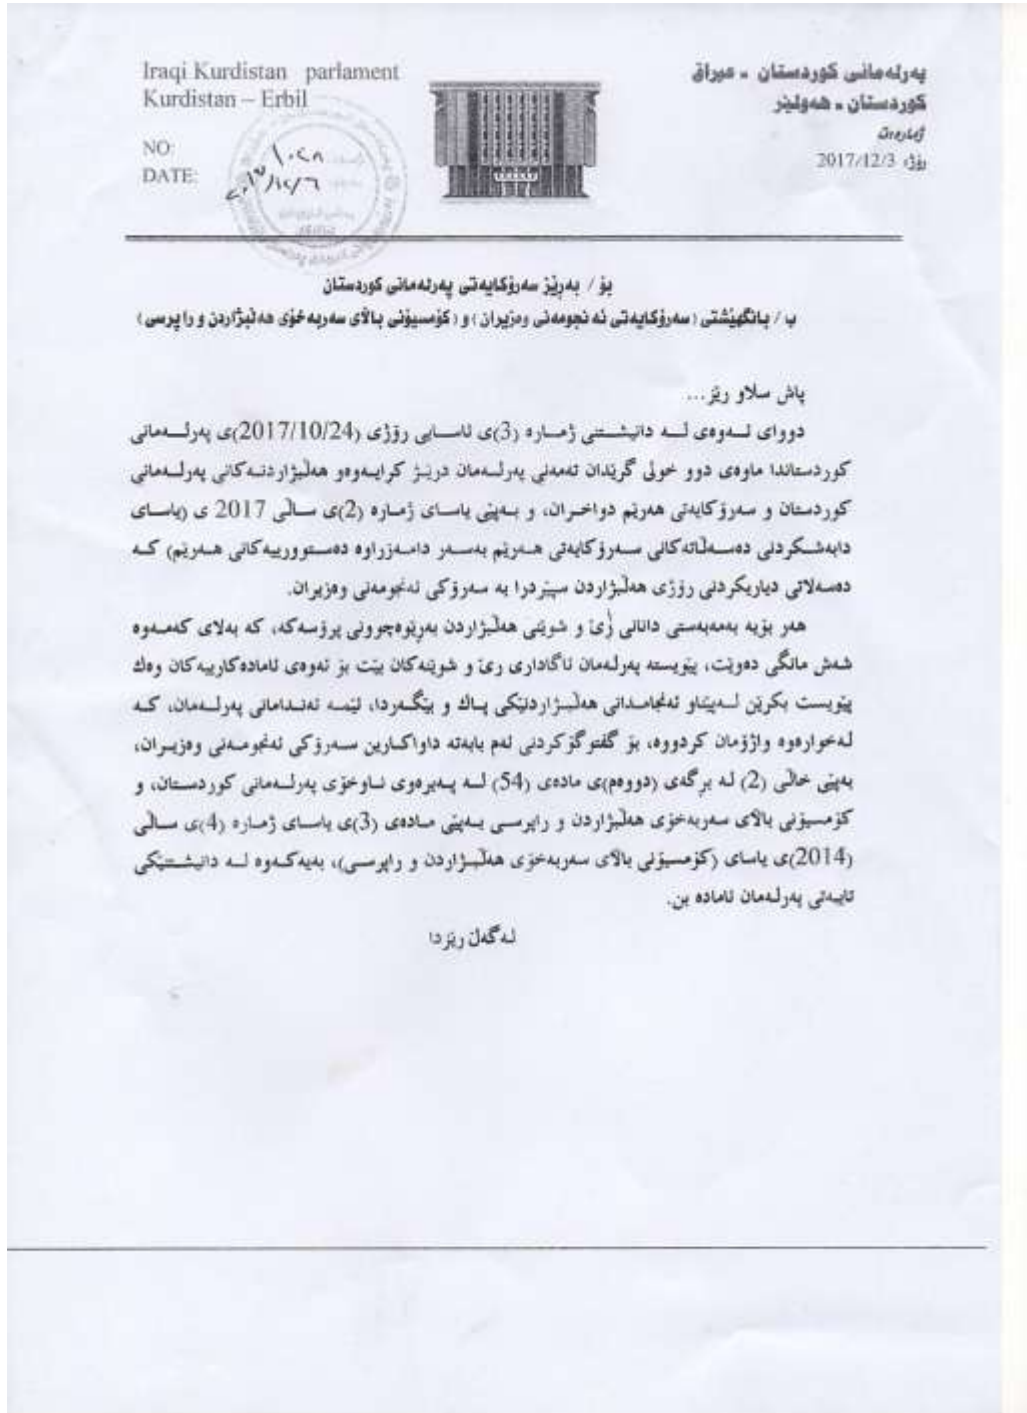 Iraqi Kurdistan parlament
Kurdistan – Erbil
NO:
DATE:
پەرلەمانی کوردستان - عیراق
کوردستان - هەولێر
ژمارە
ڕۆژ: 2017/12/3
بۆ / بەڕێز سەرۆکایەتی پەرلەمانی کوردستان
ب / بانگهێشتی (سەرۆکایەتی ئەنجومەنی وەزیران) و (کۆمسیۆنی باڵای سەربەخۆی هەڵبژاردن و راپرسی)
پاش سلاو رێز...
دووای لەوەی لە دانیشتنی ژمارە (3)ی ئاسایی رۆژی (2017/10/24)ی پەرلەمانی
کوردستاندا ماوەی دوو خولی گرێدان تەمەنی پەرلەمان درێژ کرایەوەو هەڵبژاردنەکانی پەرلەمانی
کوردستان و سەرۆکایەتی هەرێم دواخران، و بەپێی یاسای ژمارە (2)ی ساڵی 2017 ی (یاسای
دابەشکردنی دەسەڵاتەکانی سەرۆکایەتی هەرێم بەسەر دامەزراوە دەستوورییەکانی هەرێم) کە
دەسەلاتی دیاریکردنی رۆژی هەڵبژاردن سپێردرا بە سەرۆکی ئەنجومەنی وەزیران.
هەر بۆیە بەمەبەستی دانانی رێ و شوێنی هەڵبژاردن بەڕێوەچوونی پرۆسەکە، کە بەلای کەمەوە
شەش مانگی دەوێت، پێویستە پەرلەمان ئاگاداری رێ و شوێنەکان بێت بۆ ئەوەی ئامادەکارییەکان وەك
پێویست بکرێن لەپێناو ئەنجامدانی هەڵبژاردنێکی پاك و بێگەردا، ئێمە ئەندامانی پەرلەمان، کە
لەخوارەوە واژۆمان کردووە، بۆ گفتوگۆکردنی ئەم بابەتە داواکارین سەرۆکی ئەنجومەنی وەزیران،
بەپێی خاڵی (2) لە برگەی (دووەم)ی مادەی (54) لە پەیرەوی ناوخۆی پەرلەمانی کوردستان، و
کۆمسیۆنی باڵای سەربەخۆی هەڵبژاردن و راپرسی بەپێی مادەی (3)ی یاسای ژمارە (4)ی ساڵی
(2014)ی یاسای (کۆمسیۆنی باڵای سەربەخۆی هەڵبژاردن و راپرسی)، بەیەکەوە لە دانیشتنێکی
تایبەتی پەرلەمان ئامادە بن.
لەگەڵ رێزدا